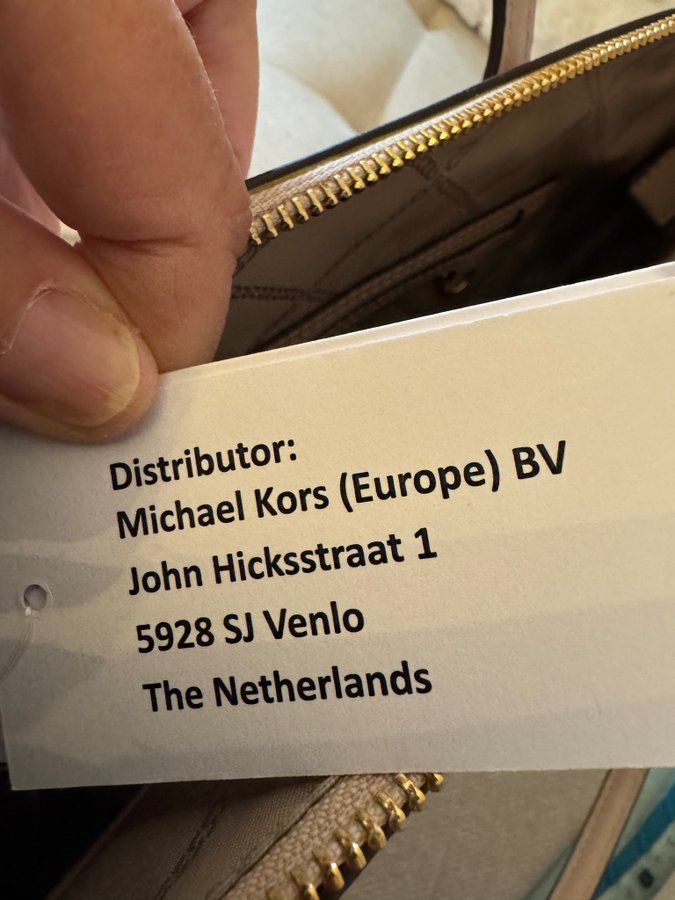 Distributor:
Michael Kors (Europe) BV
John Hicksstraat 1
5928 SJ Venlo
The Netherlands